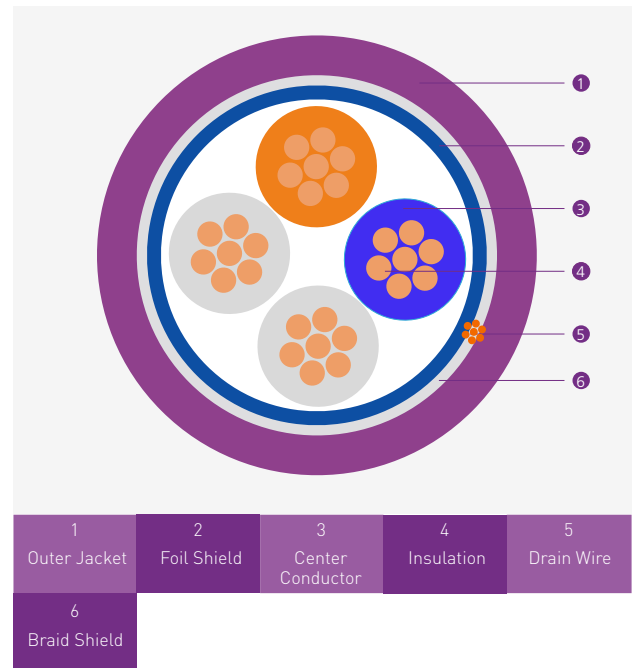 1
2
3
4
5
6
1
Outer Jacket
2
Foil Shield
3
Center
Conductor
4
Insulation
5
Drain Wire
6
Braid Shield